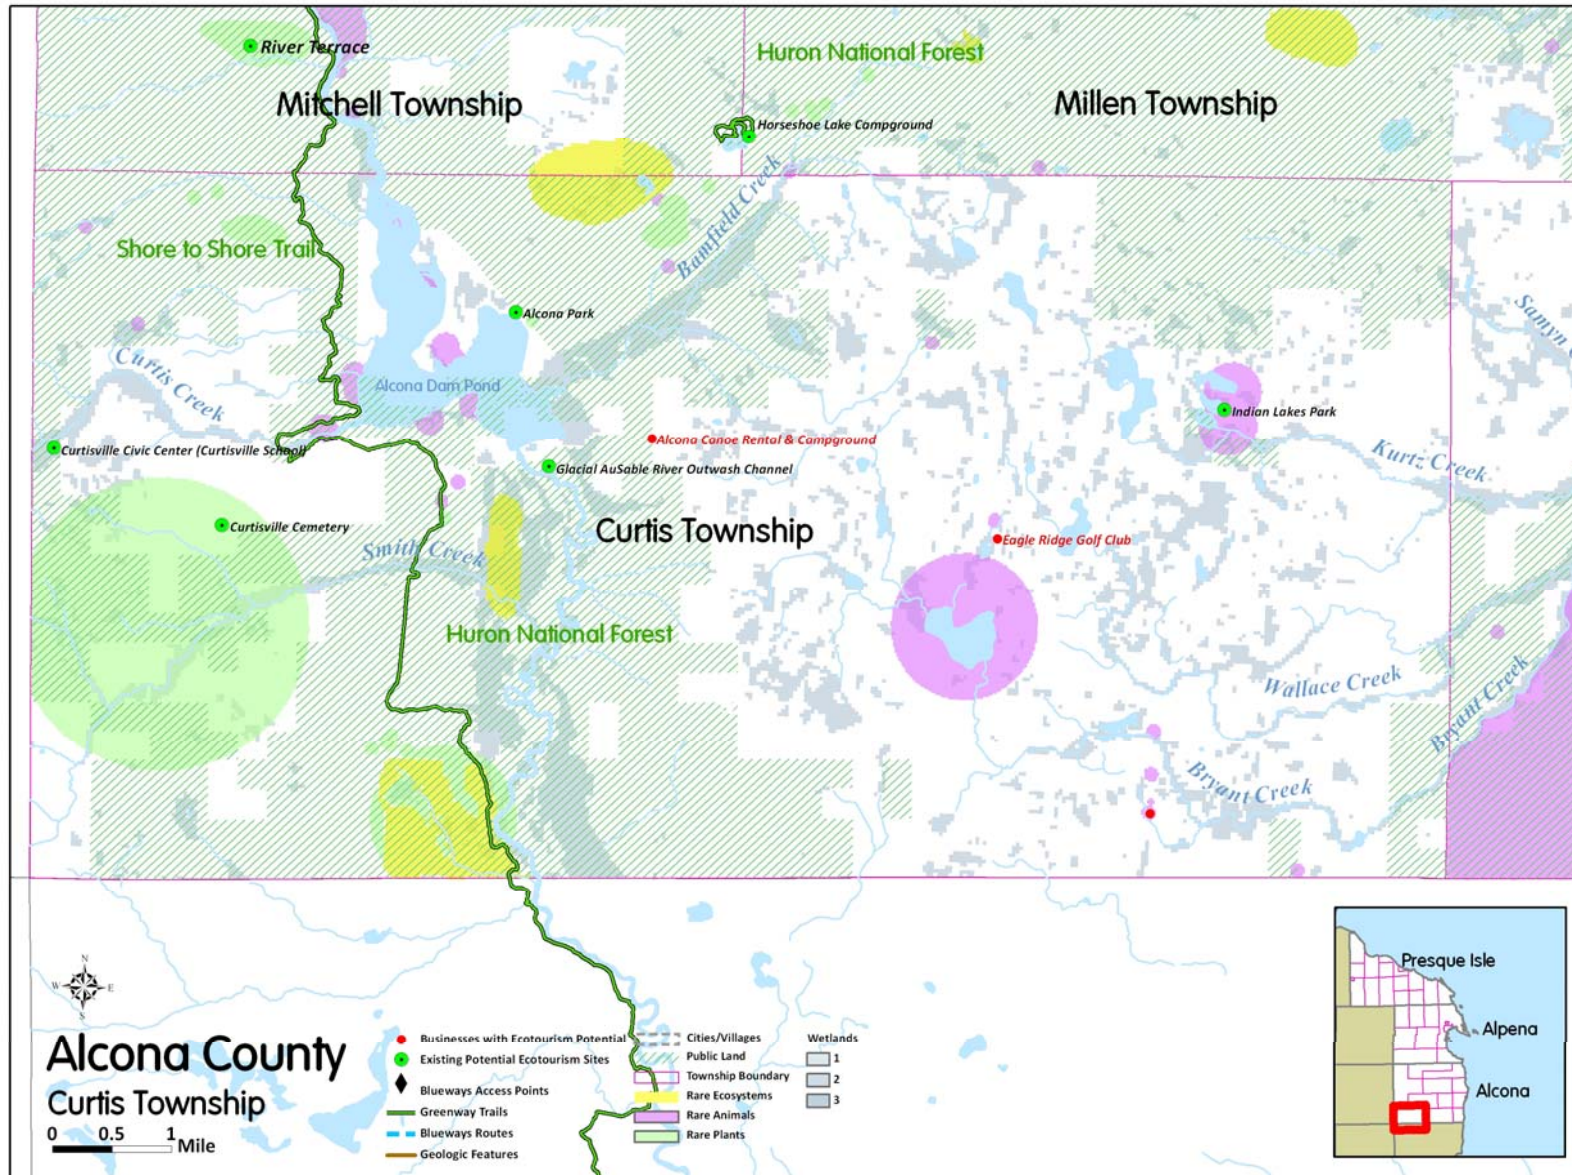 River Terrace
Huron National Forest
Mitchell Township
Millen Township
Horseshoe Lake Campground
Bamfield Creek
Shore to Shore Trail
Alcona Park
Samyn
Curtis Creek
Alcona Dam Pond
Indian Lakes Park
Curtisville Civic Center (Curtisville School)
Alcona Canoe Rental & Campground
Kurtz Creek
Glacial AuSable River Outwash Channel
Curtisville Cemetery
Curtis Township
Smith Creek
Eagle Ridge Golf Club
Huron National Forest
Wallace Creek
Bryant Creek
Bryant Creek
N
W E
S
Alcona County
Curtis Township
0 0.5 1
Mile
Businesses with Ecotourism Potential
Existing Potential Ecotourism Sites
Blueways Access Points
Greenway Trails
Blueways Routes
Geologic Features
Cities/Villages
Public Land
Township Boundary
Rare Ecosystems
Rare Animals
Rare Plants
Wetlands
1
2
3
Presque Isle
Alpena
Alcona